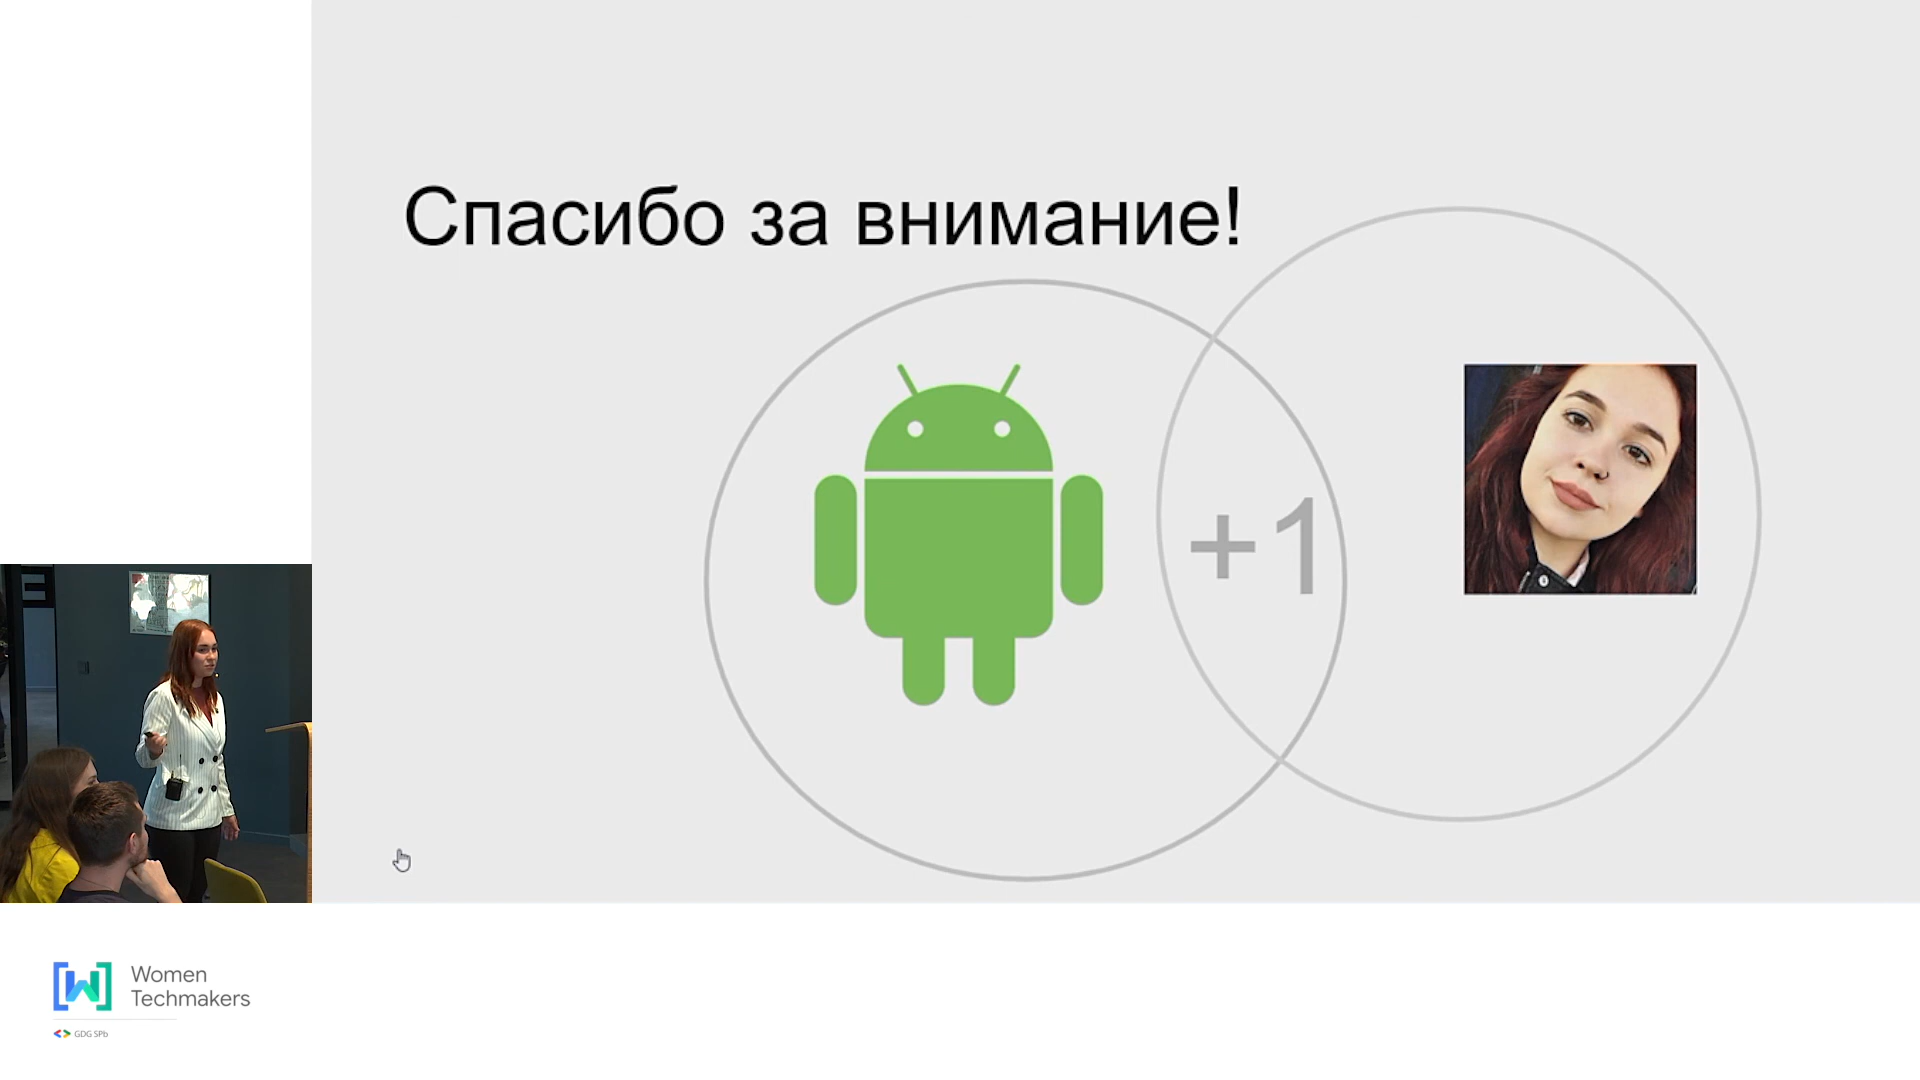 Спасибо за внимание!
+1
Women
Techmakers
GDG SPb